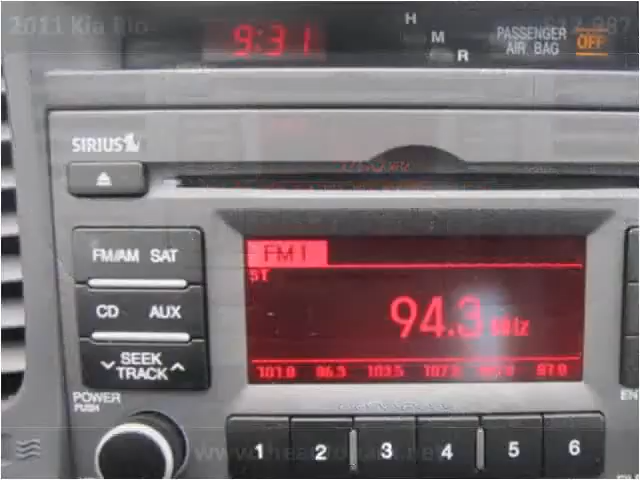 2011 Kia Rio
9:31
H
M
R
PASSENGER
AIR BAG OFF
SIRIUS
FM/AM SAT
CD AUX
SEEK
TRACK
POWER
PUSH
FM1
ST
94.3 MHz
101.9 96.3 103.5 107.5 97.9
1 2 3 4 5 6